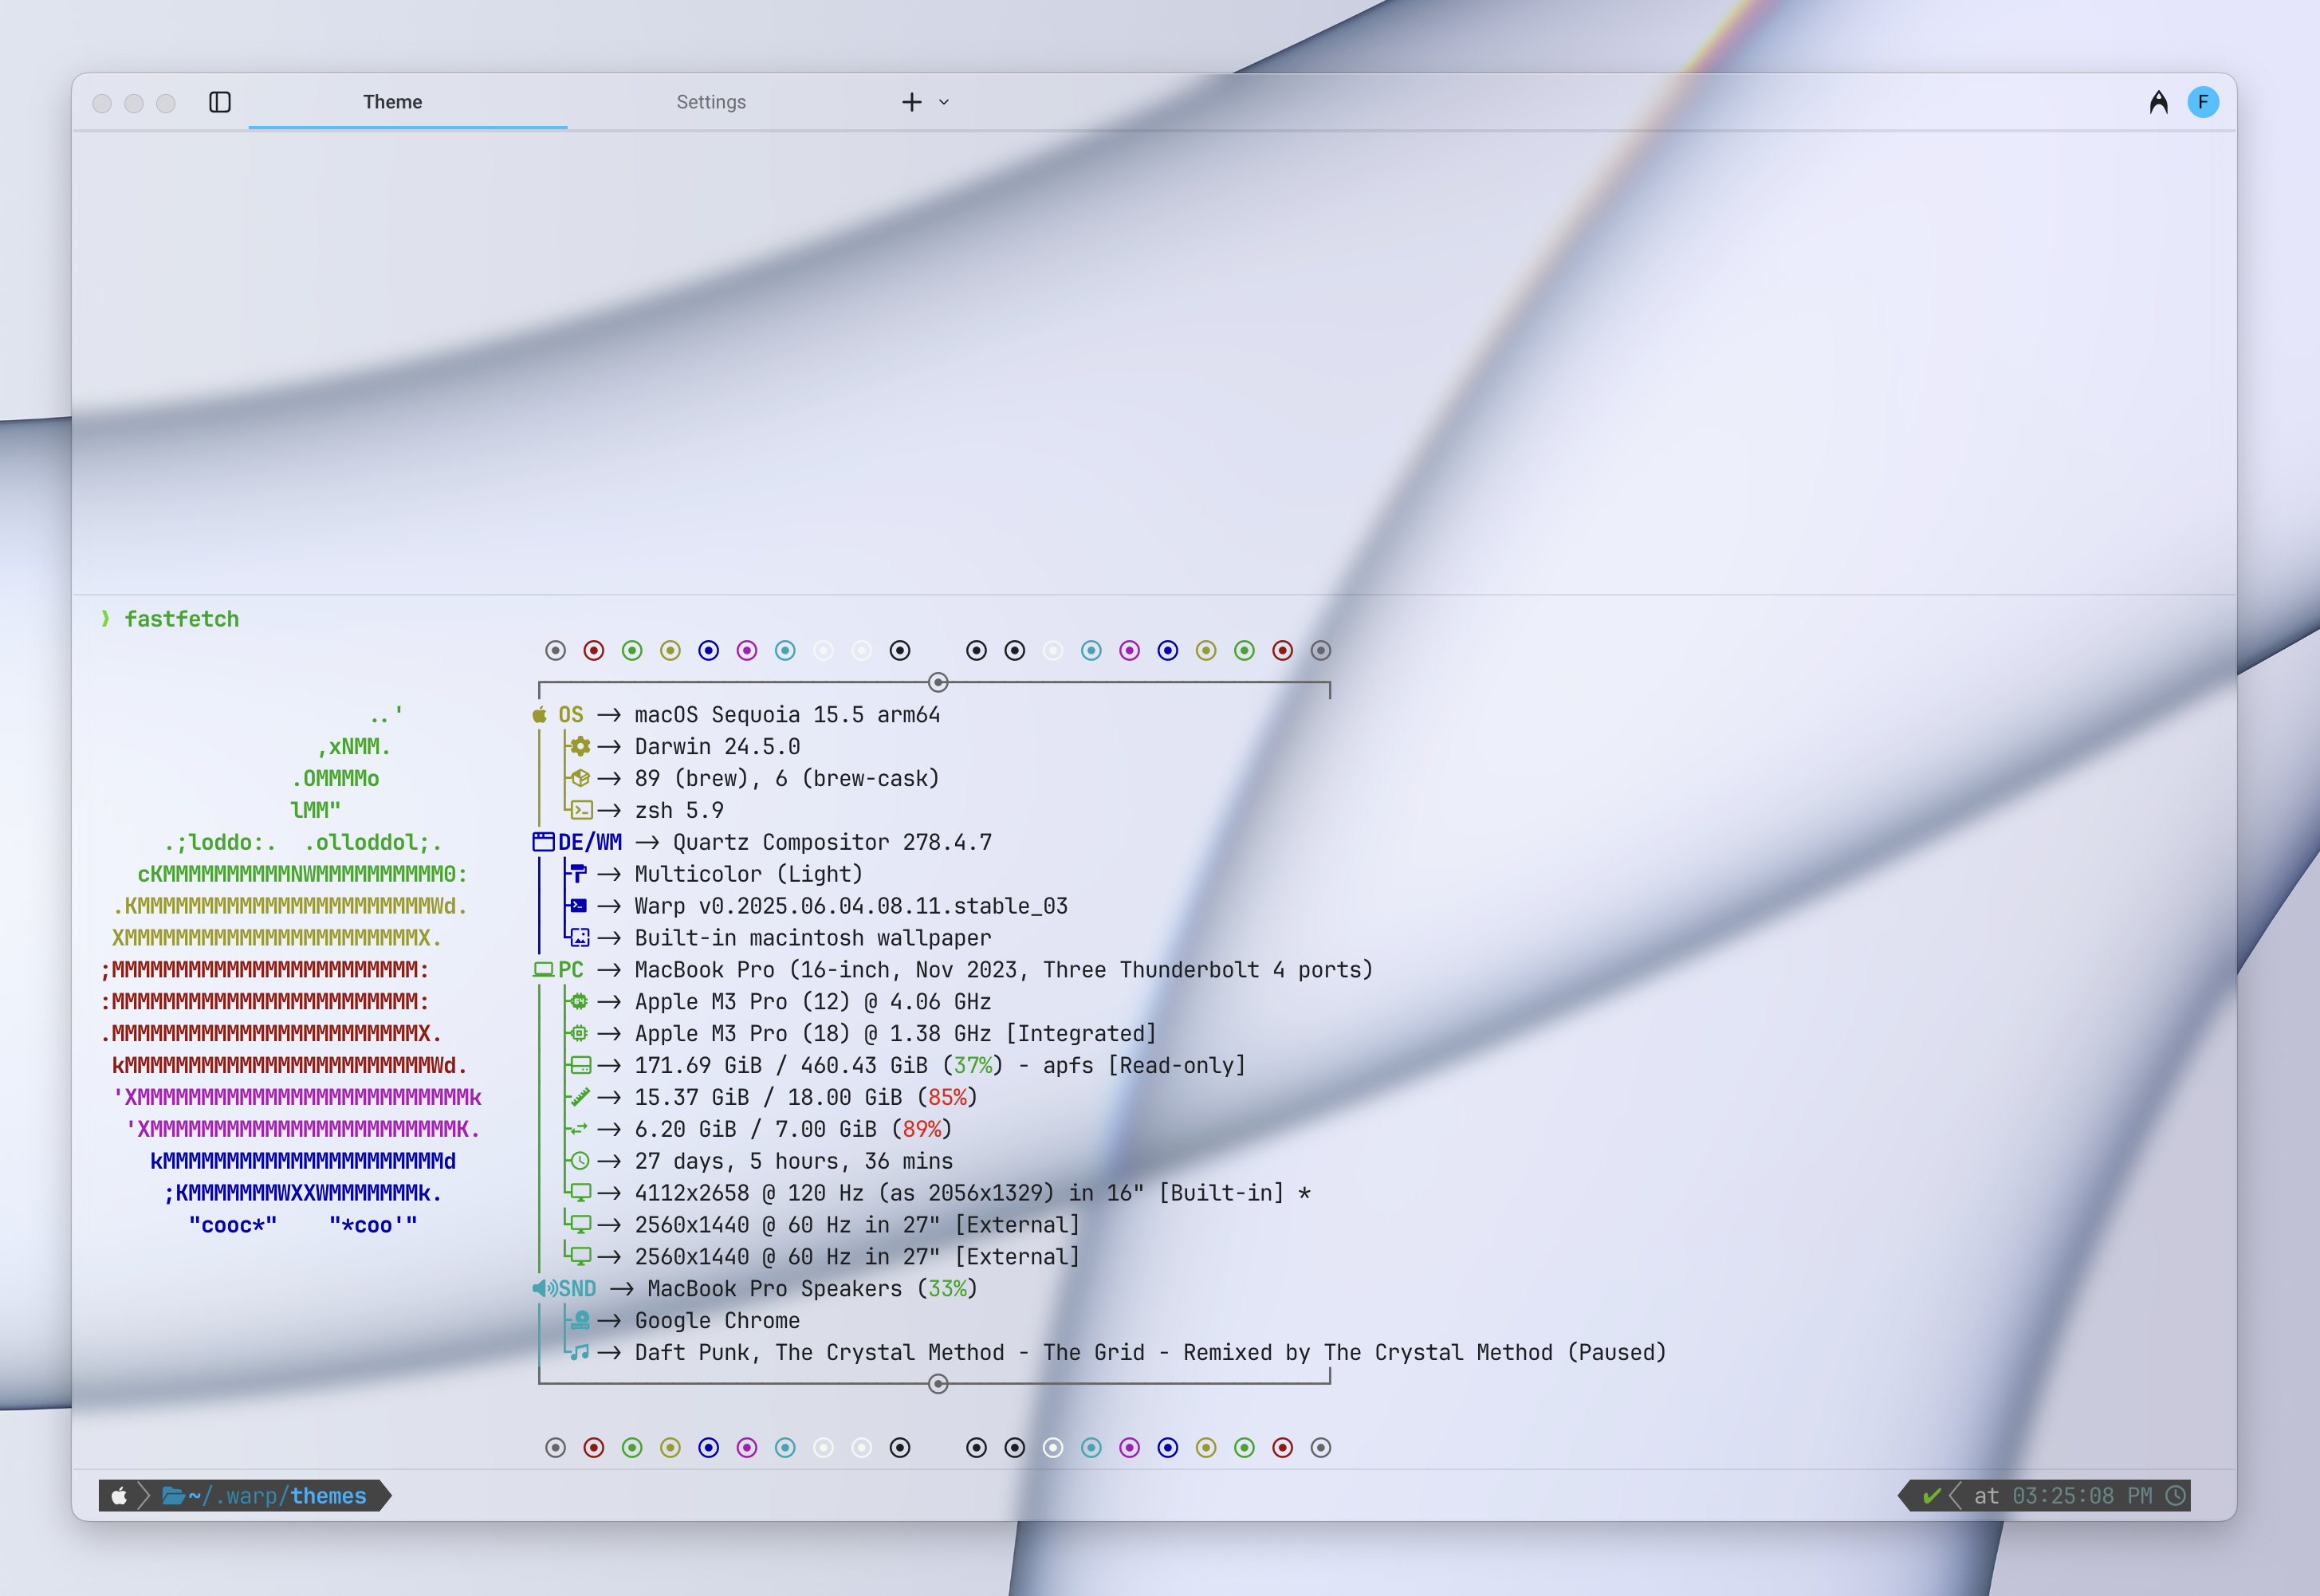 Theme Settings F
❯ fastfetch
..'
,xNMM.
.OMMMMo
lMM"
.;loddo:. .olloddol;.
cKMMMMMMMMMMNWMMMMMMMMMM0:
.KMMMMMMMMMMMMMMMMMMMMMMMWd.
XMMMMMMMMMMMMMMMMMMMMMMMX.
;MMMMMMMMMMMMMMMMMMMMMMMM:
:MMMMMMMMMMMMMMMMMMMMMMMM:
.MMMMMMMMMMMMMMMMMMMMMMMMX.
kMMMMMMMMMMMMMMMMMMMMMMMMWd.
'XMMMMMMMMMMMMMMMMMMMMMMMMMMk
'XMMMMMMMMMMMMMMMMMMMMMMMMK.
kMMMMMMMMMMMMMMMMMMMMMMd
;KMMMMMMMWXXWMMMMMMMk.
"cooc*" "*coo'"
OS → macOS Sequoia 15.5 arm64
→ Darwin 24.5.0
→ 89 (brew), 6 (brew-cask)
→ zsh 5.9
DE/WM → Quartz Compositor 278.4.7
→ Multicolor (Light)
→ Warp v0.2025.06.04.08.11.stable_03
→ Built-in macintosh wallpaper
PC → MacBook Pro (16-inch, Nov 2023, Three Thunderbolt 4 ports)
→ Apple M3 Pro (12) @ 4.06 GHz
→ Apple M3 Pro (18) @ 1.38 GHz [Integrated]
→ 171.69 GiB / 460.43 GiB (37%) - apfs [Read-only]
→ 15.37 GiB / 18.00 GiB (85%)
→ 6.20 GiB / 7.00 GiB (89%)
→ 27 days, 5 hours, 36 mins
→ 4112x2658 @ 120 Hz (as 2056x1329) in 16" [Built-in] *
→ 2560x1440 @ 60 Hz in 27" [External]
→ 2560x1440 @ 60 Hz in 27" [External]
SND → MacBook Pro Speakers (33%)
→ Google Chrome
→ Daft Punk, The Crystal Method - The Grid - Remixed by The Crystal Method (Paused)
~/.warp/themes ✔ at 03:25:08 PM